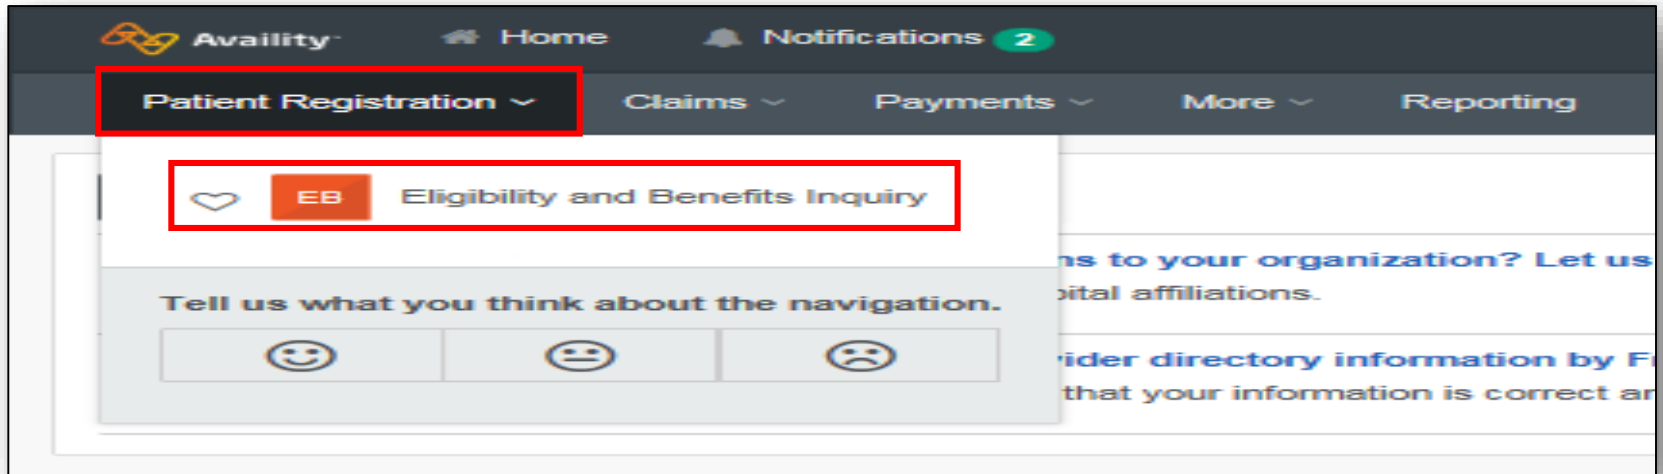 Availity Home Notifications 2
Patient Registration Claims Payments More Reporting
EB Eligibility and Benefits Inquiry
ns to your organization? Let us
Tell us what you think about the navigation.
pital affiliations.
ider directory information by
that your information is correct